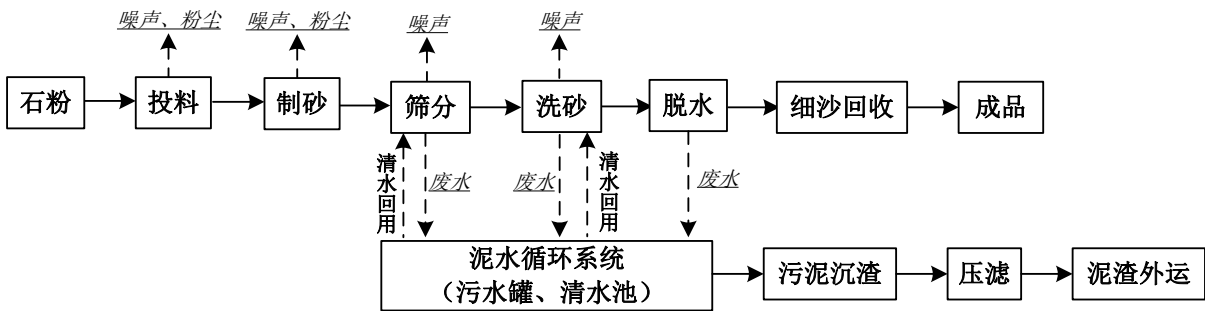 噪声、粉尘
噪声、粉尘
噪声
噪声
石粉
投料
制砂
筛分
洗砂
脱水
细沙回收
成品
清水回用
废水
废水
清水回用
废水
泥水循环系统
（污水罐、清水池）
污泥沉渣
压滤
泥渣外运